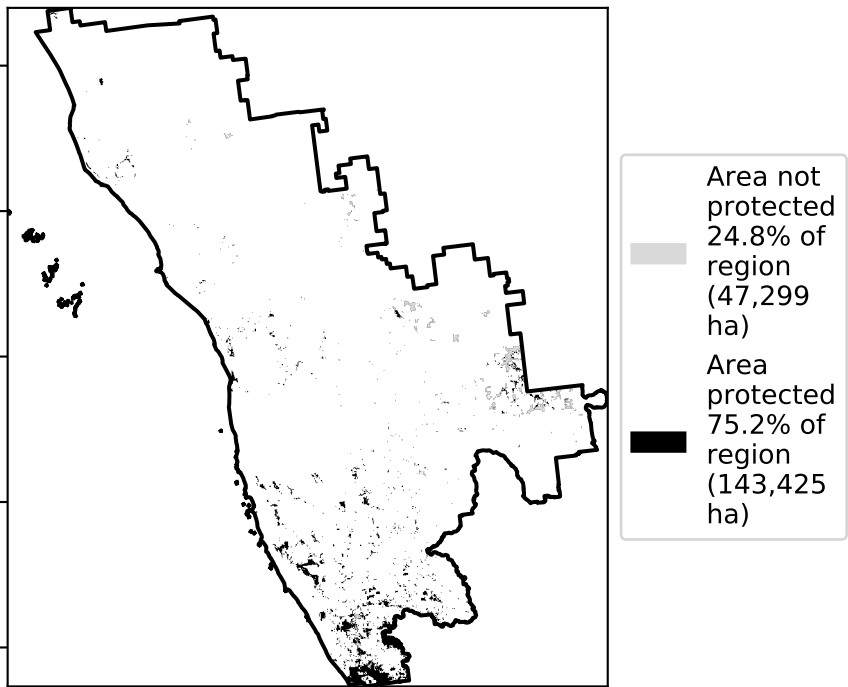 Area not
protected
24.8% of
region
(47,299
ha)
Area
protected
75.2% of
region
(143,425
ha)